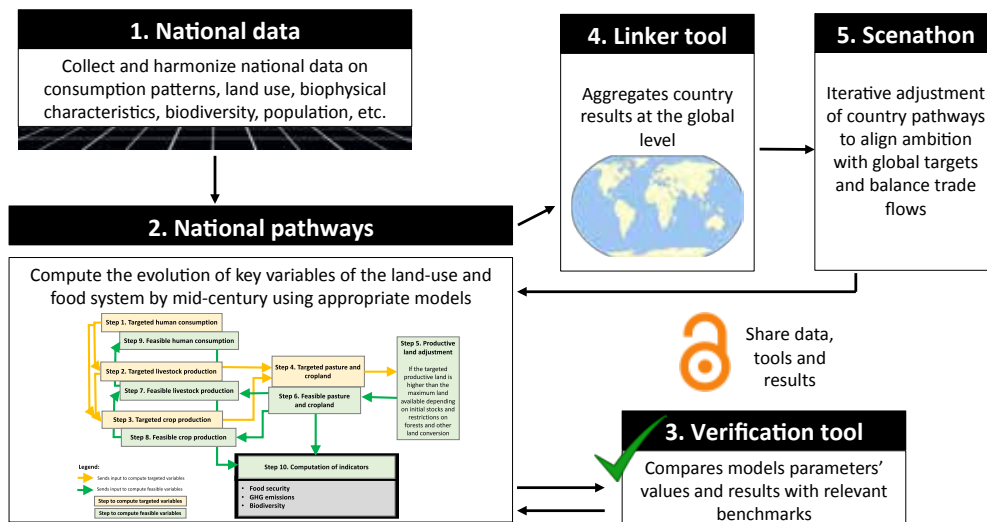 1. National data
Collect and harmonize national data on
consumption patterns, land use, biophysical
characteristics, biodiversity, population, etc.
2. National pathways
Compute the evolution of key variables of the land-use and
food system by mid-century using appropriate models
Step 1. Targeted human consumption
Step 9. Feasible human consumption
Step 2. Targeted livestock production
Step 7. Feasible livestock production
Step 3. Targeted crop production
Step 8. Feasible crop production
Step 4. Targeted pasture and
cropland
Step 6. Feasible pasture
and cropland
Step 5. Productive
land adjustment
If the targeted
productive land is
higher than the
maximum land
available depending
on initial stocks and
restrictions on
forests and other
land conversion
Step 10. Computation of indicators
• Food security
• GHG emissions
• Biodiversity
Legend:
Sends input to compute targeted variables
Sends input to compute feasible variables
Step to compute targeted variables
Step to compute feasible variables
4. Linker tool
Aggregates country
results at the global
level
5. Scenathon
Iterative adjustment
of country pathways
to align ambition
with global targets
and balance trade
flows
Share data,
tools and
results
3. Verification tool
Compares models parameters’
values and results with relevant
benchmarks